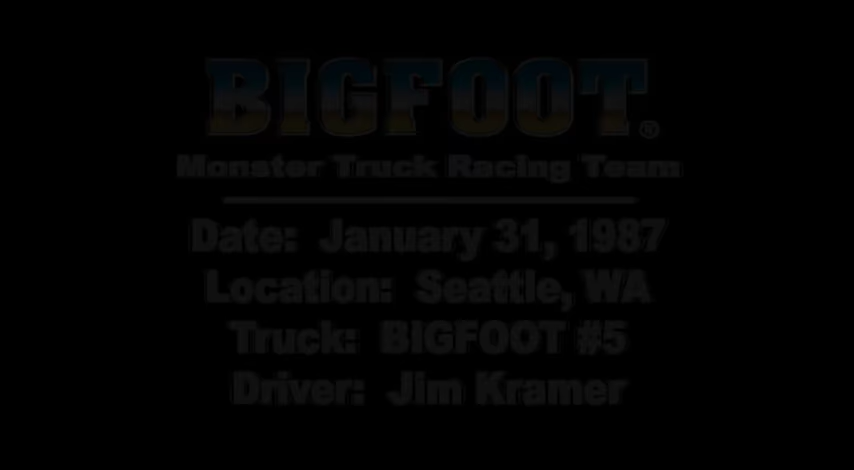 BIGFOOT®
Monster Truck Racing Team
Date: January 31, 1987
Location: Seattle, WA
Truck: BIGFOOT #5
Driver: Jim Kramer